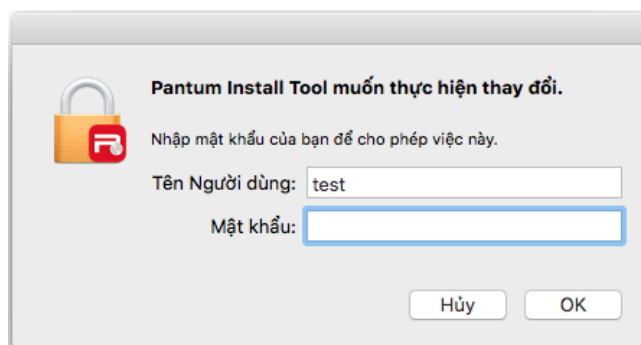 Pantum Install Tool muốn thực hiện thay đổi.
Nhập mật khẩu của bạn để cho phép việc này.
Tên Người dùng: test
Mật khẩu:
Hủy OK